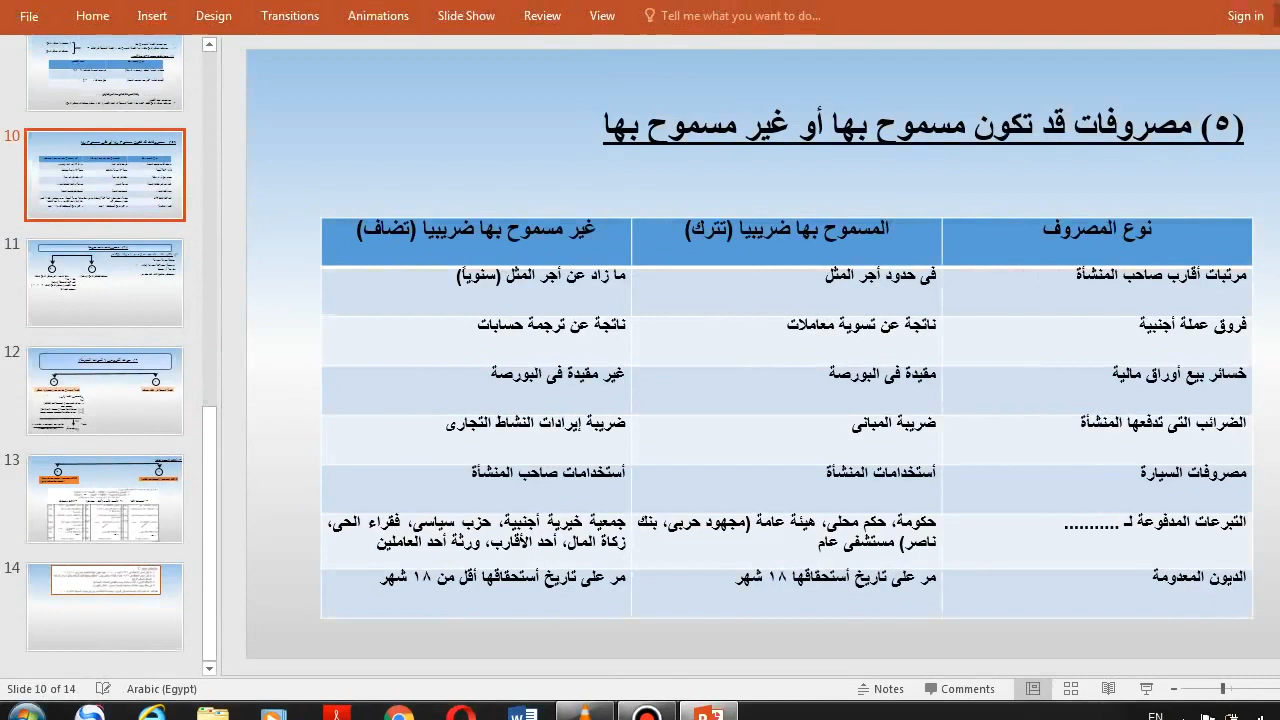 File Home Insert Design Transitions Animations Slide Show Review View Tell me what you want to do... Sign in
(٥) مصروفات قد تكون مسموح بها أو غير مسموح بها
نوع المصروف
المسموح بها ضريبيا (تترك)
غير مسموح بها ضريبيا (تضاف)
مرتبات أقارب صاحب المنشأة
فى حدود أجر المثل
ما زاد عن أجر المثل (سنوياً)
فروق عملة أجنبية
ناتجة عن تسوية معاملات
ناتجة عن ترجمة حسابات
خسائر بيع أوراق مالية
مقيدة فى البورصة
غير مقيدة فى البورصة
الضرائب التى تدفعها المنشأة
ضريبة المبانى
ضريبة إيرادات النشاط التجارى
مصروفات السيارة
أستخدامات المنشأة
أستخدامات صاحب المنشأة
التبرعات المدفوعة لـ ...........
حكومة، حكم محلى، هيئة عامة (مجهود حربى، بنك
ناصر) مستشفى عام
جمعية خيرية أجنبية، حزب سياسى، فقراء الحى،
زكاة المال، أحد الأقارب، ورثة أحد العاملين
الديون المعدومة
مر على تاريخ أستحقاقها ١٨ شهر
مر على تاريخ أستحقاقها أقل من ١٨ شهر
10
11
12
13
14
Slide 10 of 14 Arabic (Egypt) Notes Comments
EN